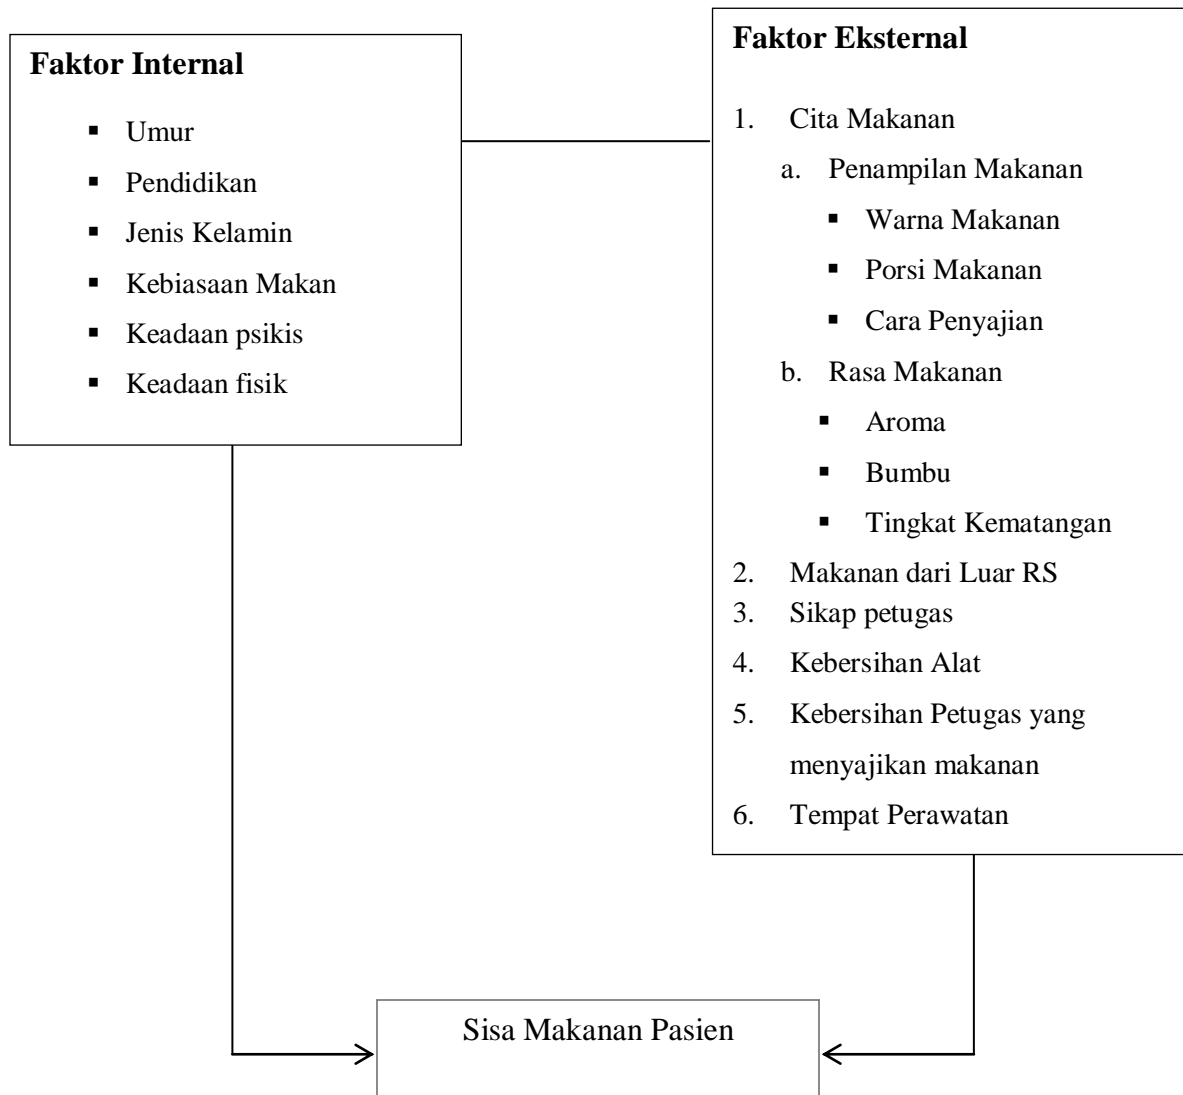 Faktor Internal
▪ Umur
▪ Pendidikan
▪ Jenis Kelamin
▪ Kebiasaan Makan
▪ Keadaan psikis
▪ Keadaan fisik
Faktor Eksternal
1. Cita Makanan
a. Penampilan Makanan
▪ Warna Makanan
▪ Porsi Makanan
▪ Cara Penyajian
b. Rasa Makanan
▪ Aroma
▪ Bumbu
▪ Tingkat Kematangan
2. Makanan dari Luar RS
3. Sikap petugas
4. Kebersihan Alat
5. Kebersihan Petugas yang
menyajikan makanan
6. Tempat Perawatan
Sisa Makanan Pasien